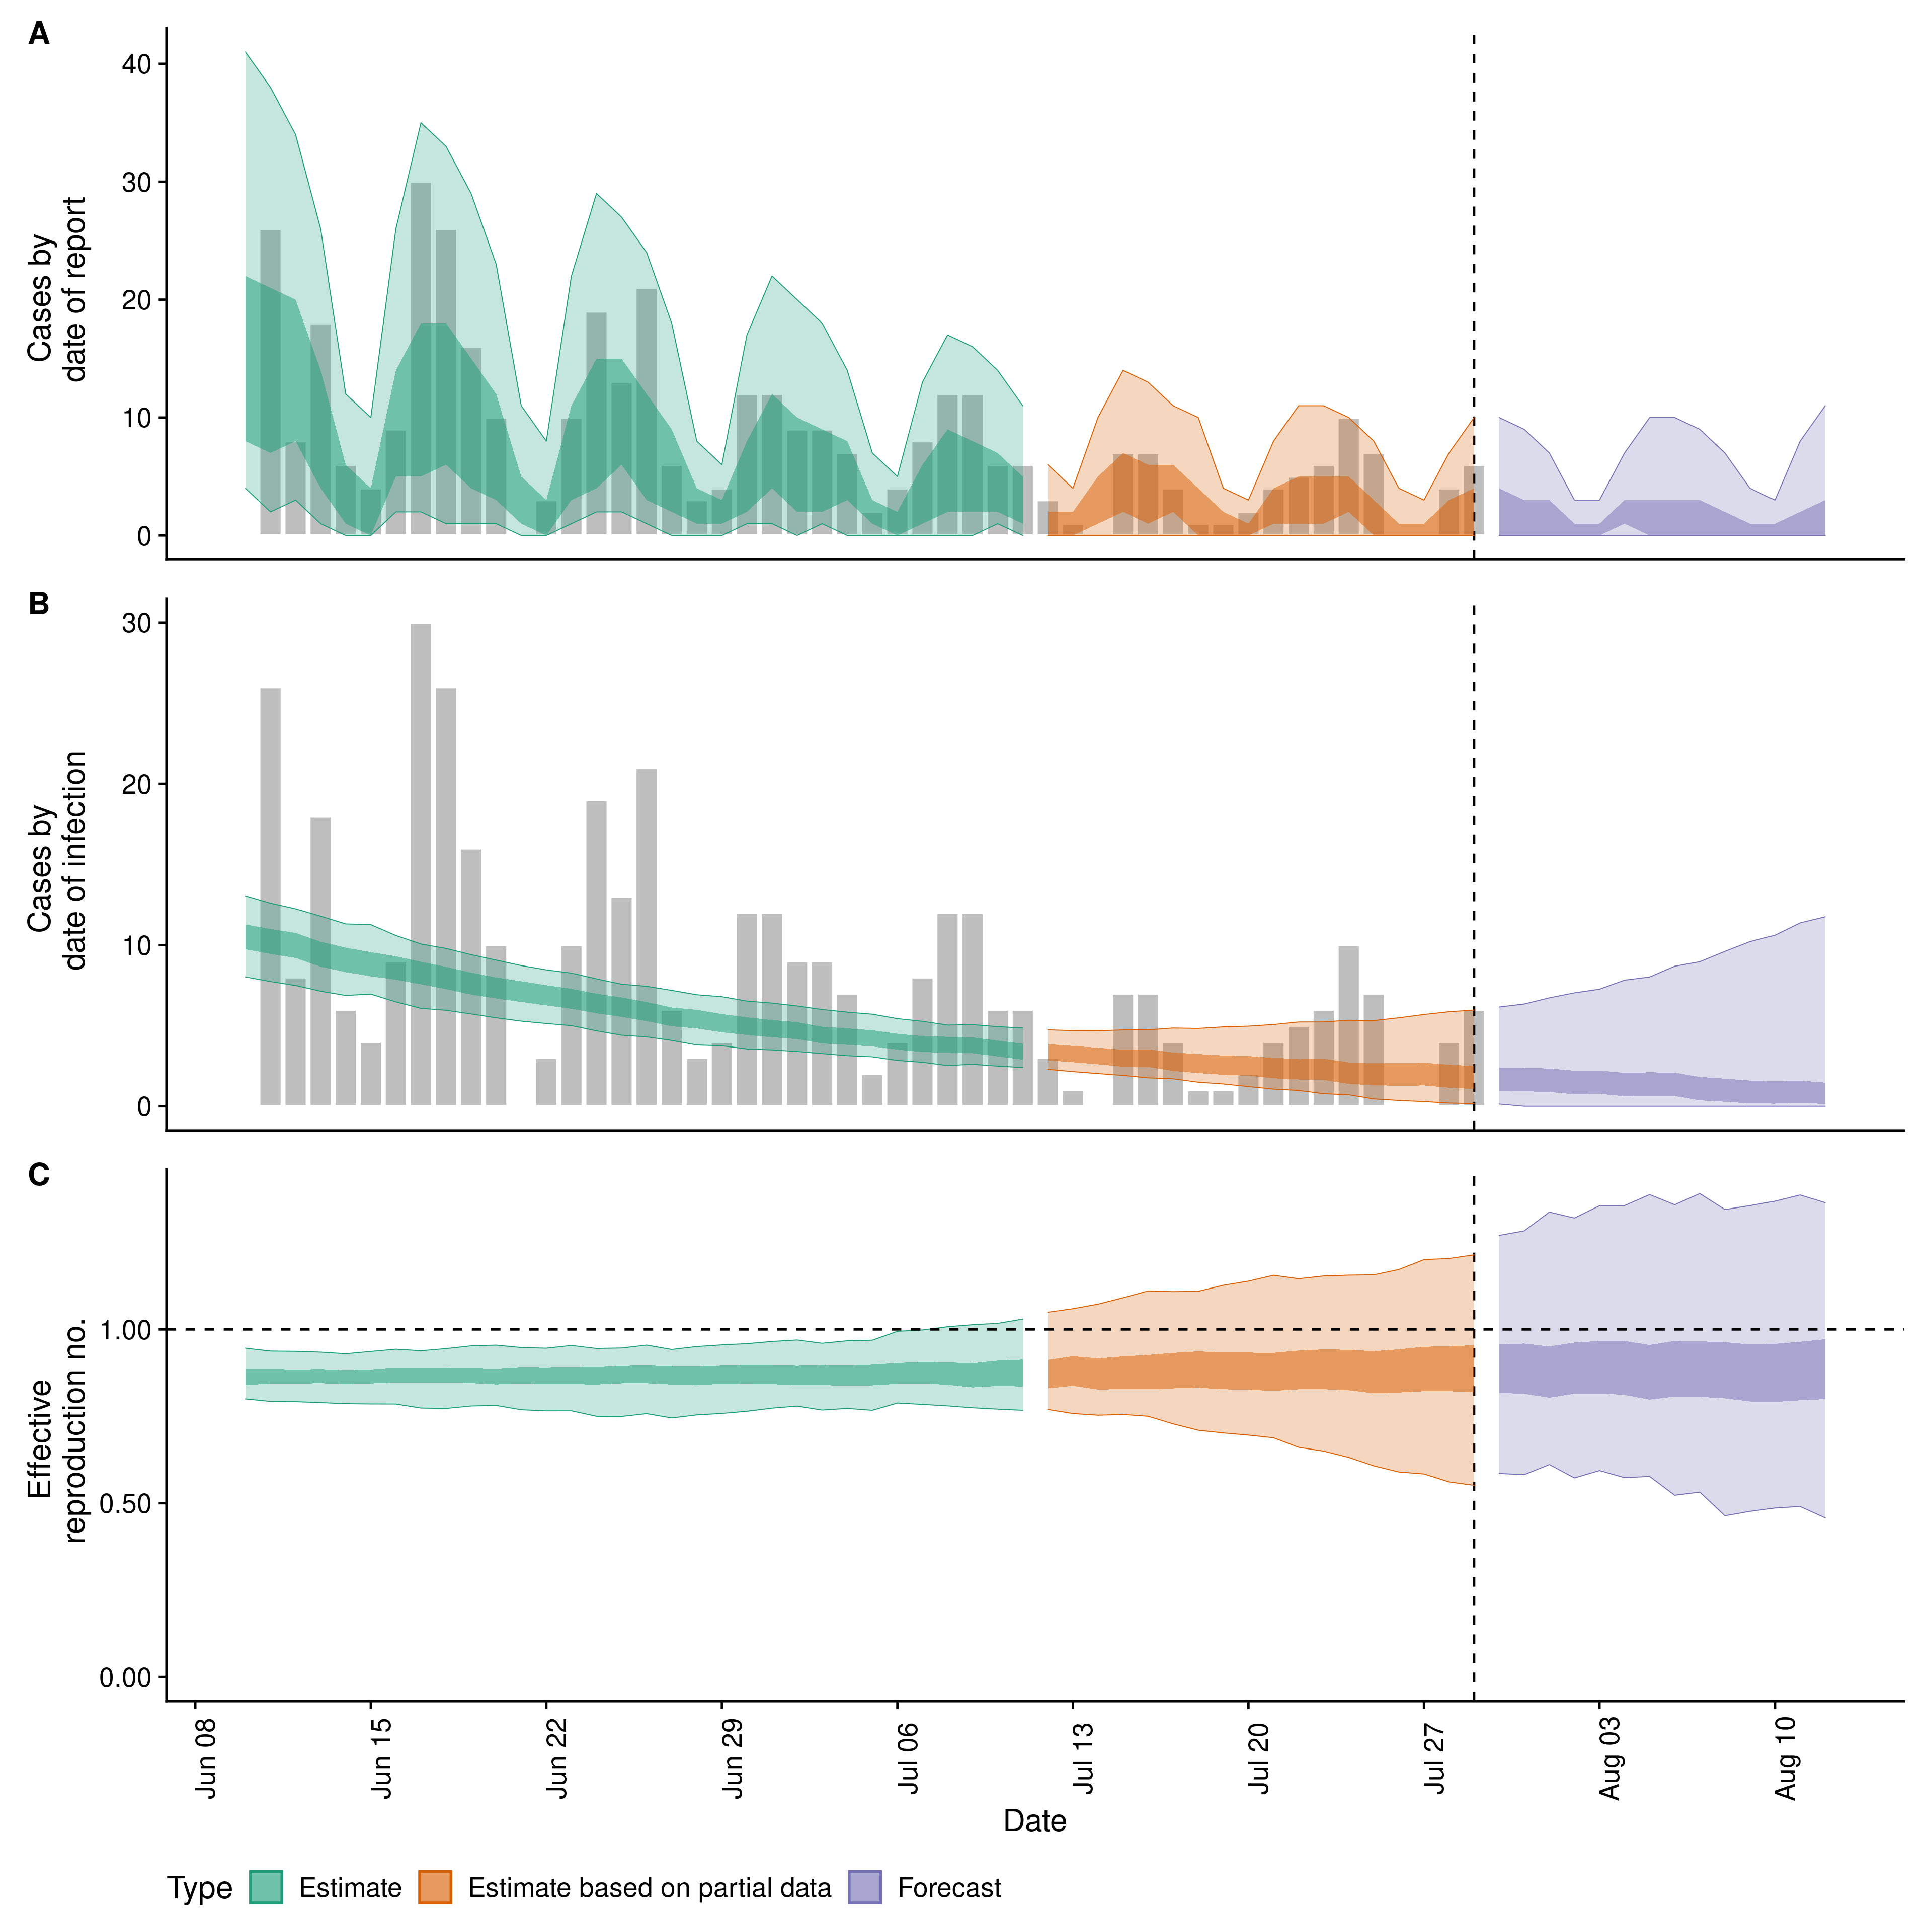 A
Cases by
date of report
40
30
20
10
0
B
Cases by
date of infection
30
20
10
0
C
Effective
reproduction no.
1.00
0.50
0.00
Jun 08
Jun 15
Jun 22
Jun 29
Jul 06
Jul 13
Jul 20
Jul 27
Aug 03
Aug 10
Date
Type Estimate Estimate based on partial data Forecast